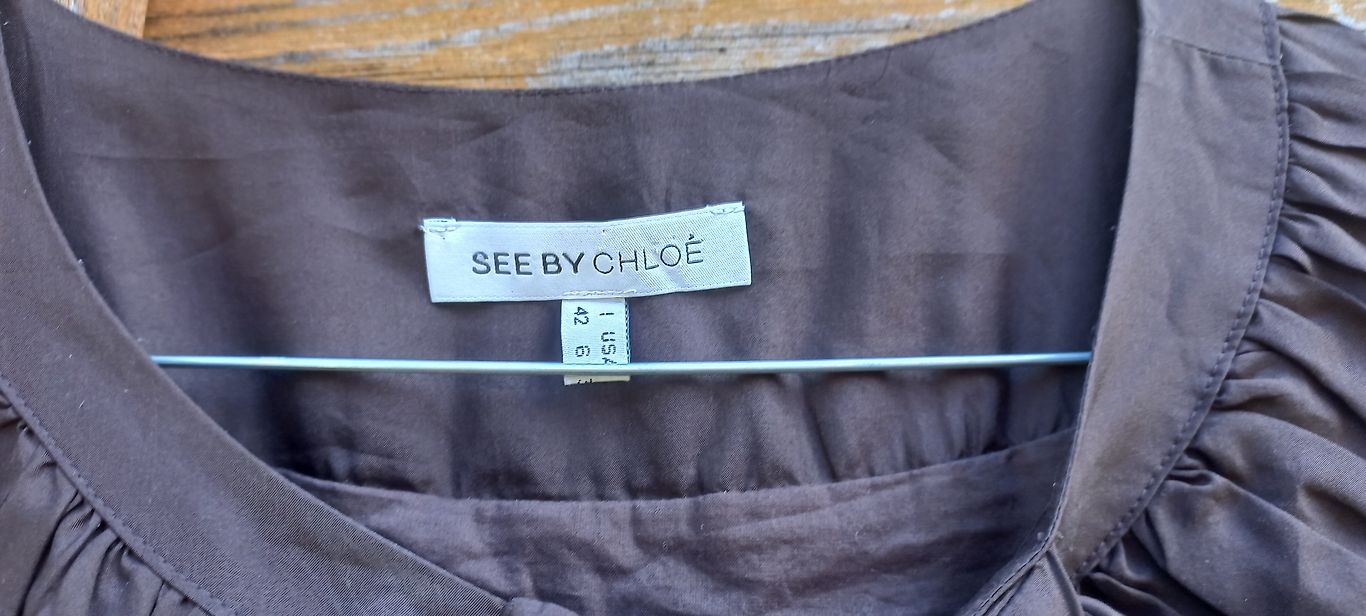 SEE BY CHLOÉ
I USA
42 6